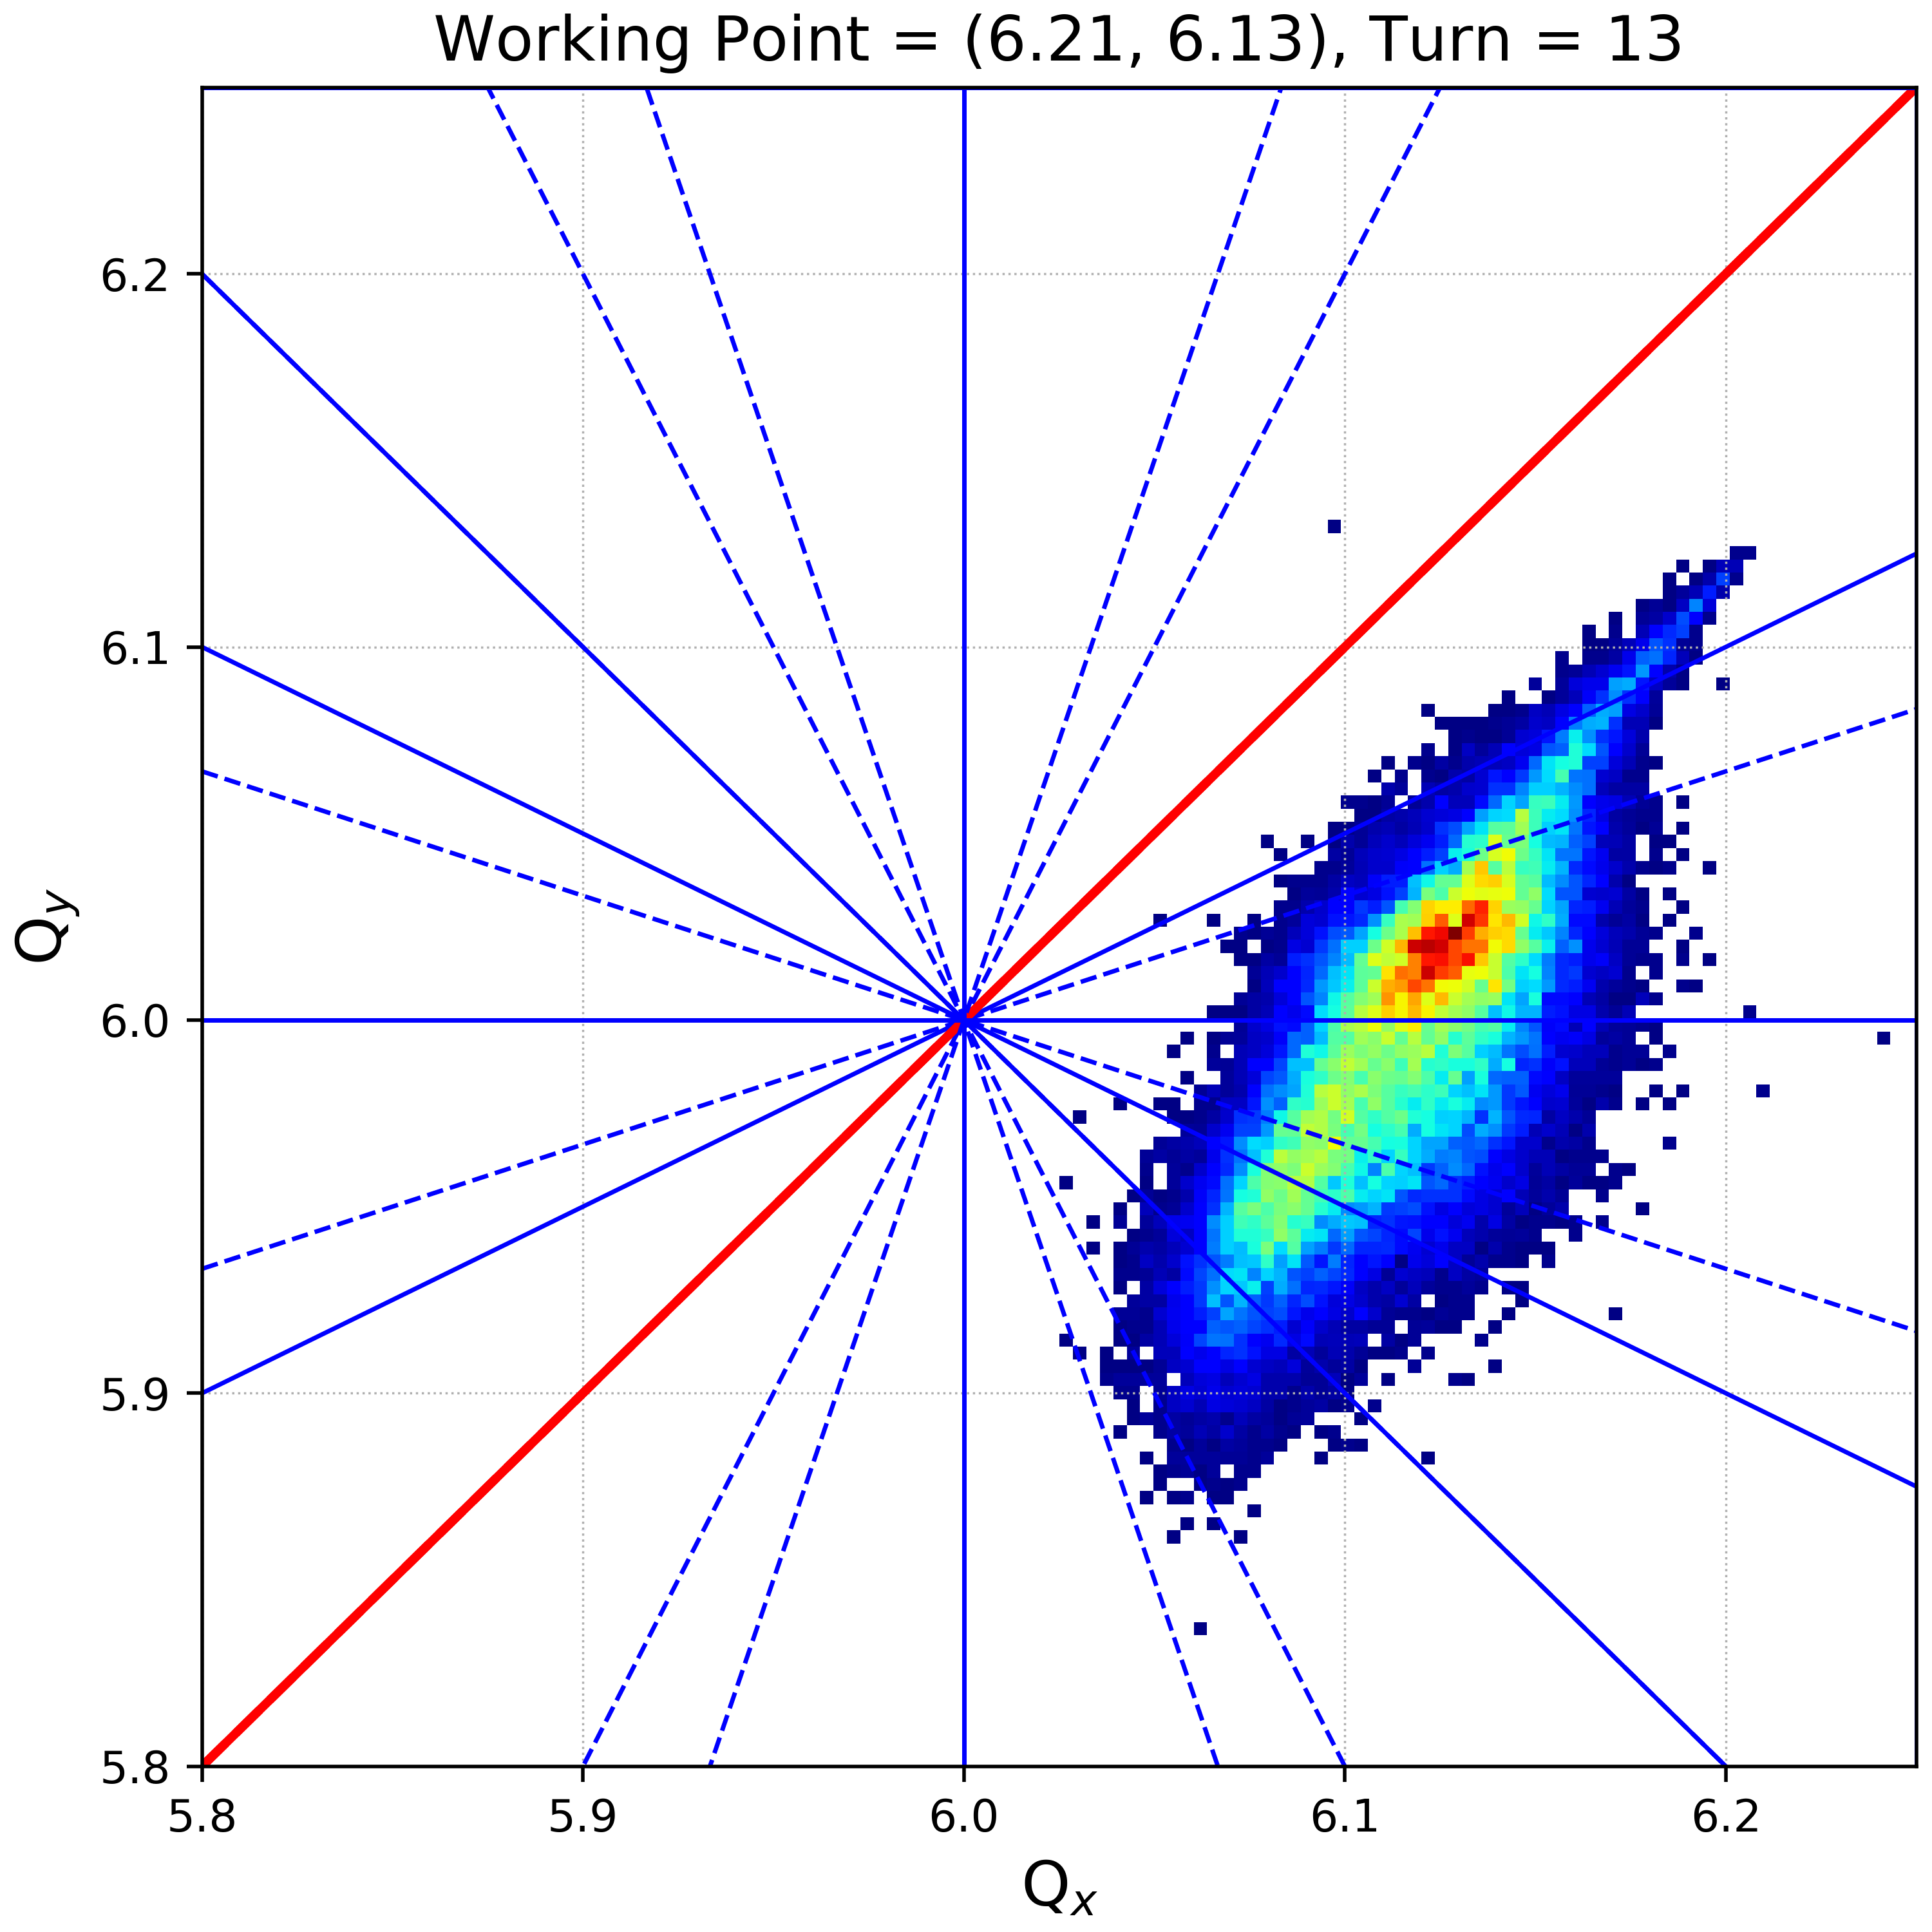 Working Point = (6.21, 6.13), Turn = 13
6.2
6.1
6.0
5.9
5.8
Qy
5.8 5.9 6.0 6.1 6.2
Qx